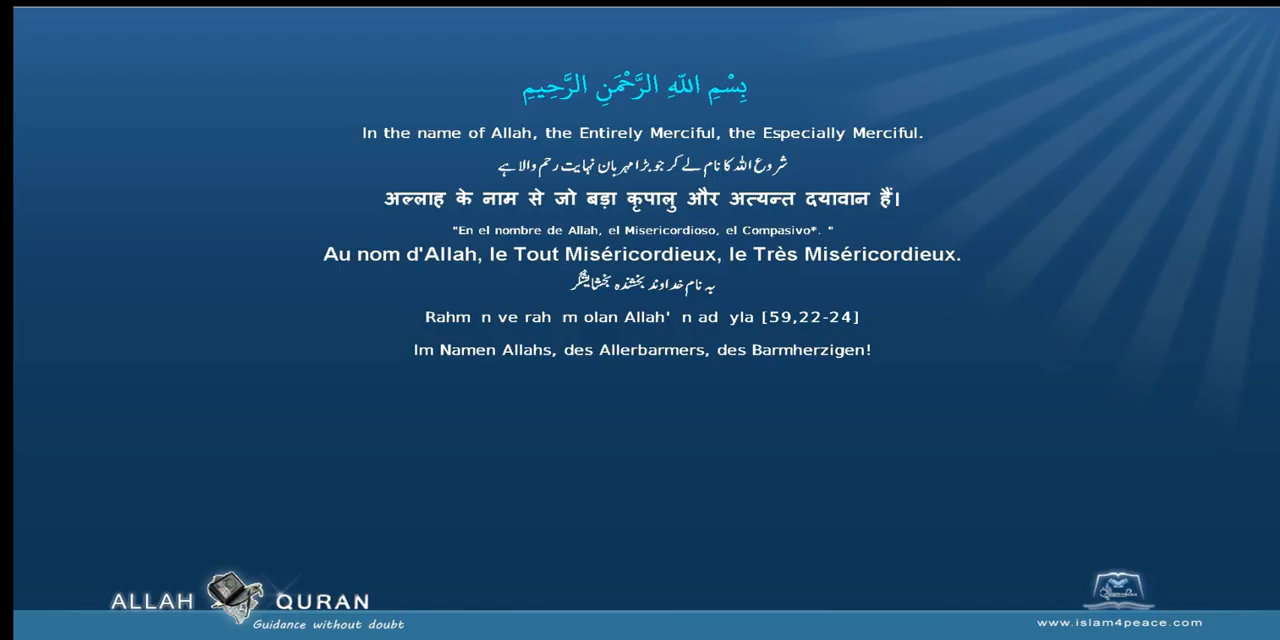 بِسْمِ اللّهِ الرَّحْمَنِ الرَّحِيمِ
In the name of Allah, the Entirely Merciful, the Especially Merciful.
شروع الله کا نام لے کر جو بڑا مہربان نہایت رحم والا ہے
अल्लाह के नाम से जो बड़ा कृपालु और अत्यन्त दयावान हैं।
"En el nombre de Allah, el Misericordioso, el Compasivo*. "
Au nom d'Allah, le Tout Miséricordieux, le Très Miséricordieux.
به نام خداوند بخشنده بخشایشگر
Rahm n ve rah m olan Allah' n ad yla [59,22-24]
Im Namen Allahs, des Allerbarmers, des Barmherzigen!
ALLAH QURAN
Guidance without doubt
www.islam4peace.com